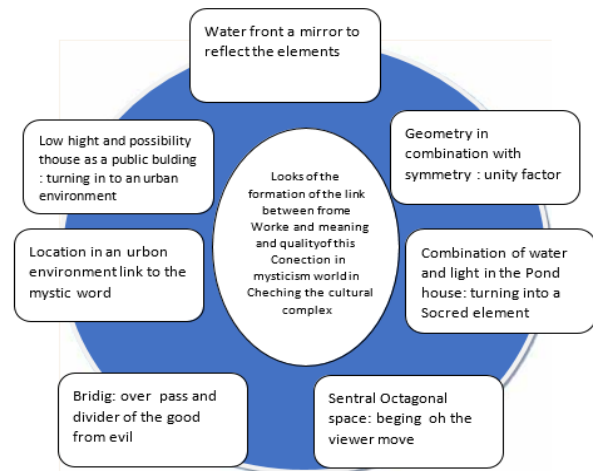 Water front a mirror to
reflect the elements
Low hight and possibility
thouse as a public bulding
: turning in to an urban
environment
Geometry in
combination with
symmetry : unity factor
Looks of the
formation of the link
between frome
Worke and meaning
and qualityof this
Conection in
mysticism world in
Cheching the cultural
complex
Location in an urbon
environment link to the
mystic word
Combination of water
and light in the Pond
house: turning into a
Socred element
Bridig: over pass and
divider of the good
from evil
Sentral Octagonal
space: beging oh the
viewer move